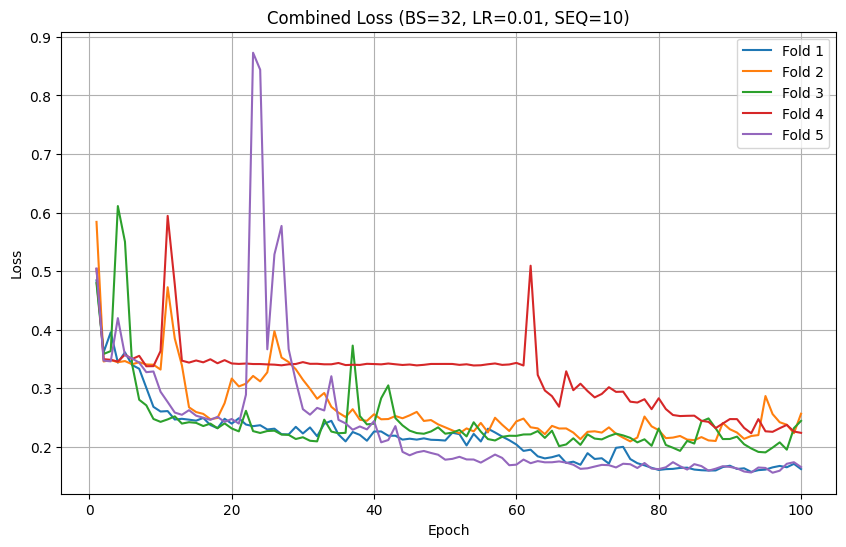 Combined Loss (BS=32, LR=0.01, SEQ=10)
Loss
0.9
0.8
0.7
0.6
0.5
0.4
0.3
0.2
Fold 1
Fold 2
Fold 3
Fold 4
Fold 5
0 20 40 60 80 100
Epoch